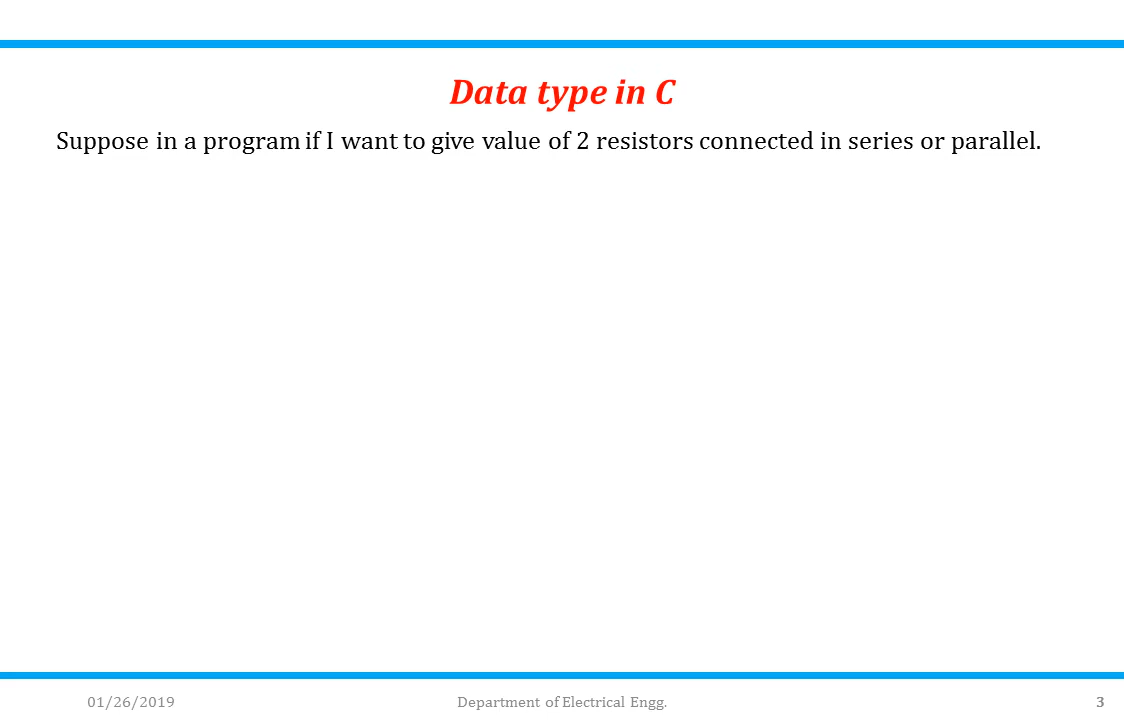 Data type in C
Suppose in a program if I want to give value of 2 resistors connected in series or parallel.
01/26/2019 Department of Electrical Engg. 3